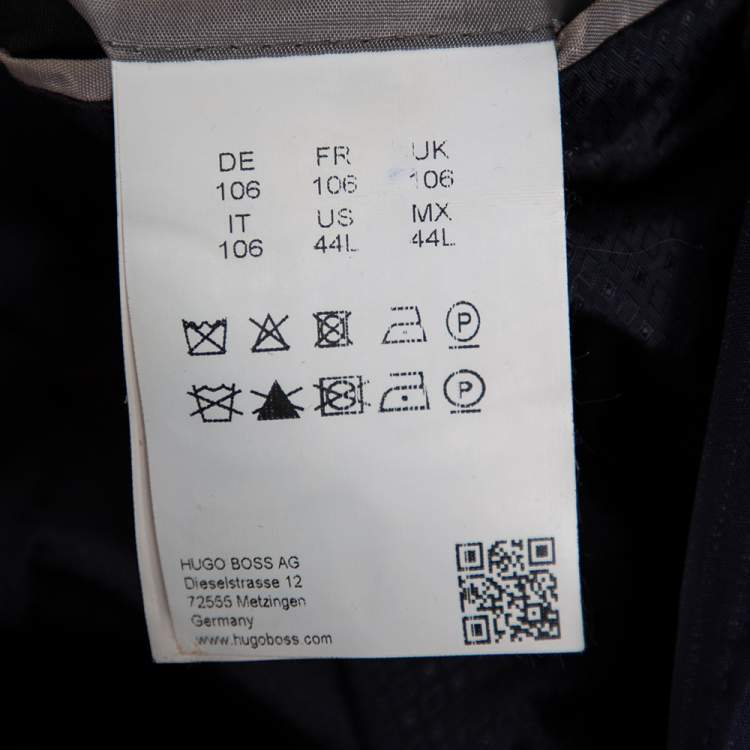 DE FR UK
106 106 106
IT US MX
106 44L 44L
P
P
HUGO BOSS AG
Dieselstrasse 12
72555 Metzingen
Germany
www.hugoboss.com